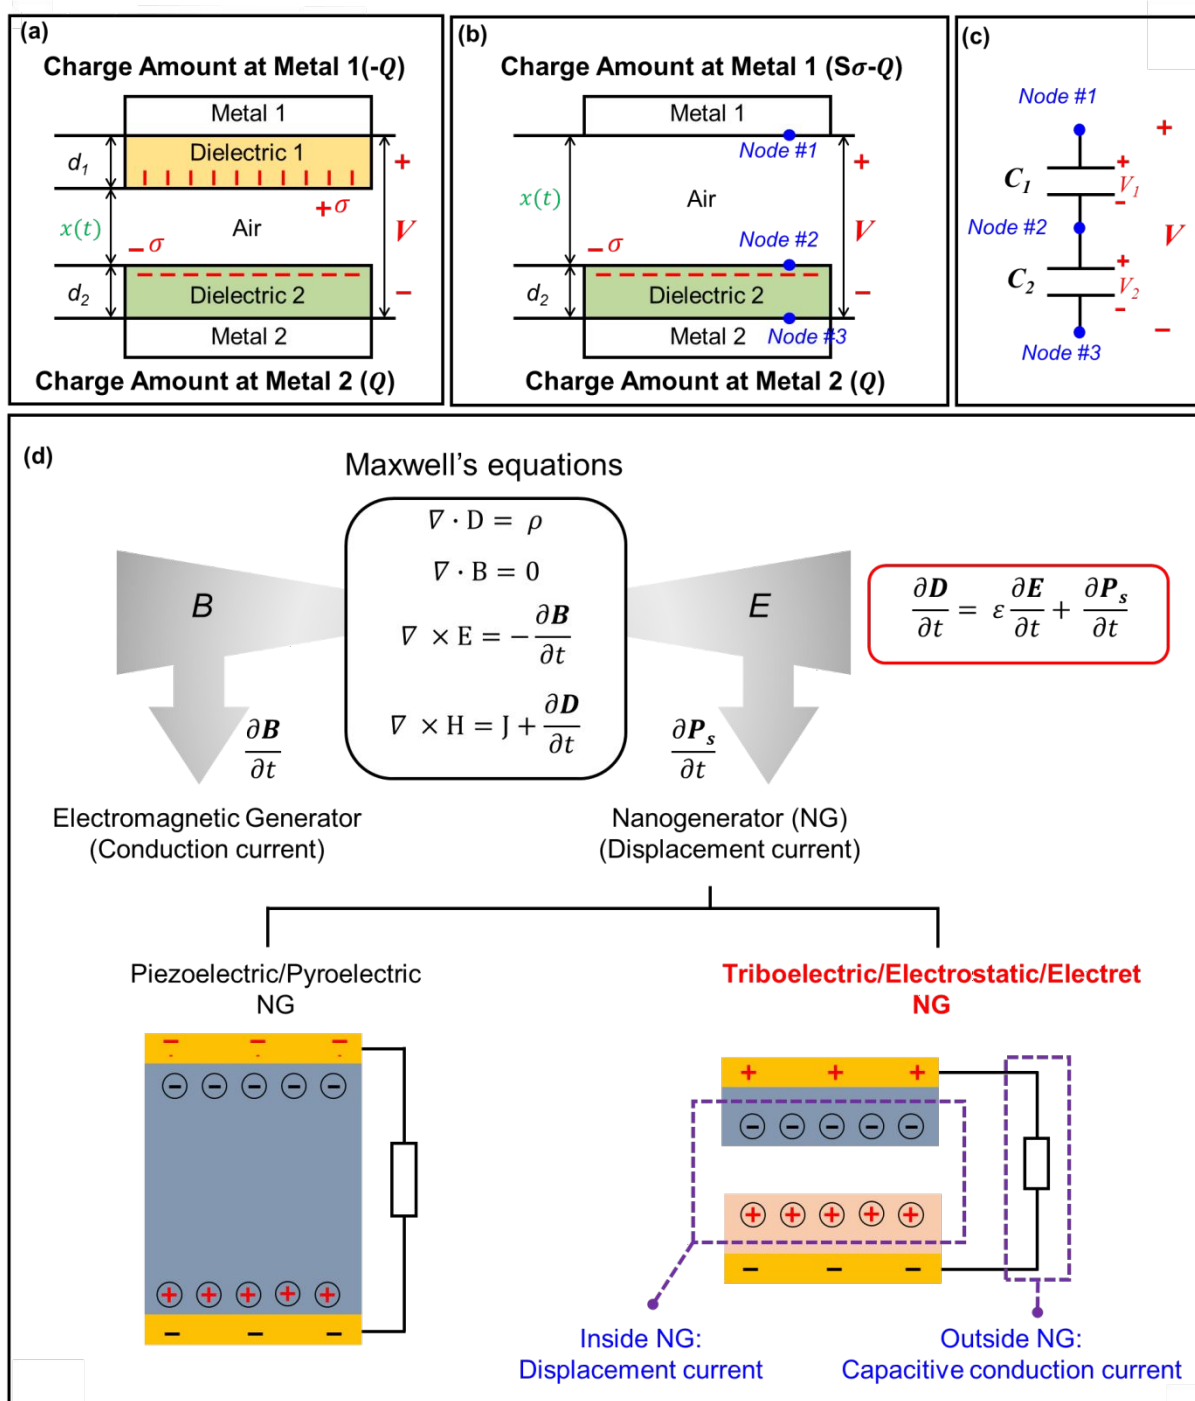 (a)
Charge Amount at Metal 1(-Q)
Metal 1
d₁
Dielectric 1
+
+σ
x(t)
Air
V
−σ
d₂
Dielectric 2
−
Metal 2
Charge Amount at Metal 2 (Q)
(b)
Charge Amount at Metal 1 (Sσ-Q)
Metal 1
Node #1
+
x(t)
Air
V
−σ
Node #2
d₂
Dielectric 2
−
Metal 2
Node #3
Charge Amount at Metal 2 (Q)
(c)
Node #1
+
C₁
+
V₁
−
Node #2
V
C₂
+
V₂
−
−
Node #3
(d)
Maxwell's equations
∇ · D = ρ
∇ · B = 0
∇ × E = −∂B/∂t
∇ × H = J + ∂D/∂t
B
E
∂D/∂t = ε ∂E/∂t + ∂Pₛ/∂t
∂B/∂t
∂Pₛ/∂t
Electromagnetic Generator
(Conduction current)
Nanogenerator (NG)
(Displacement current)
Piezoelectric/Pyroelectric
NG
Triboelectric/Electrostatic/Electret
NG
− − −
− − − − −
+ + + + +
− − −
+ + +
− − − − −
+ + + + +
− − −
Inside NG:
Displacement current
Outside NG:
Capacitive conduction current